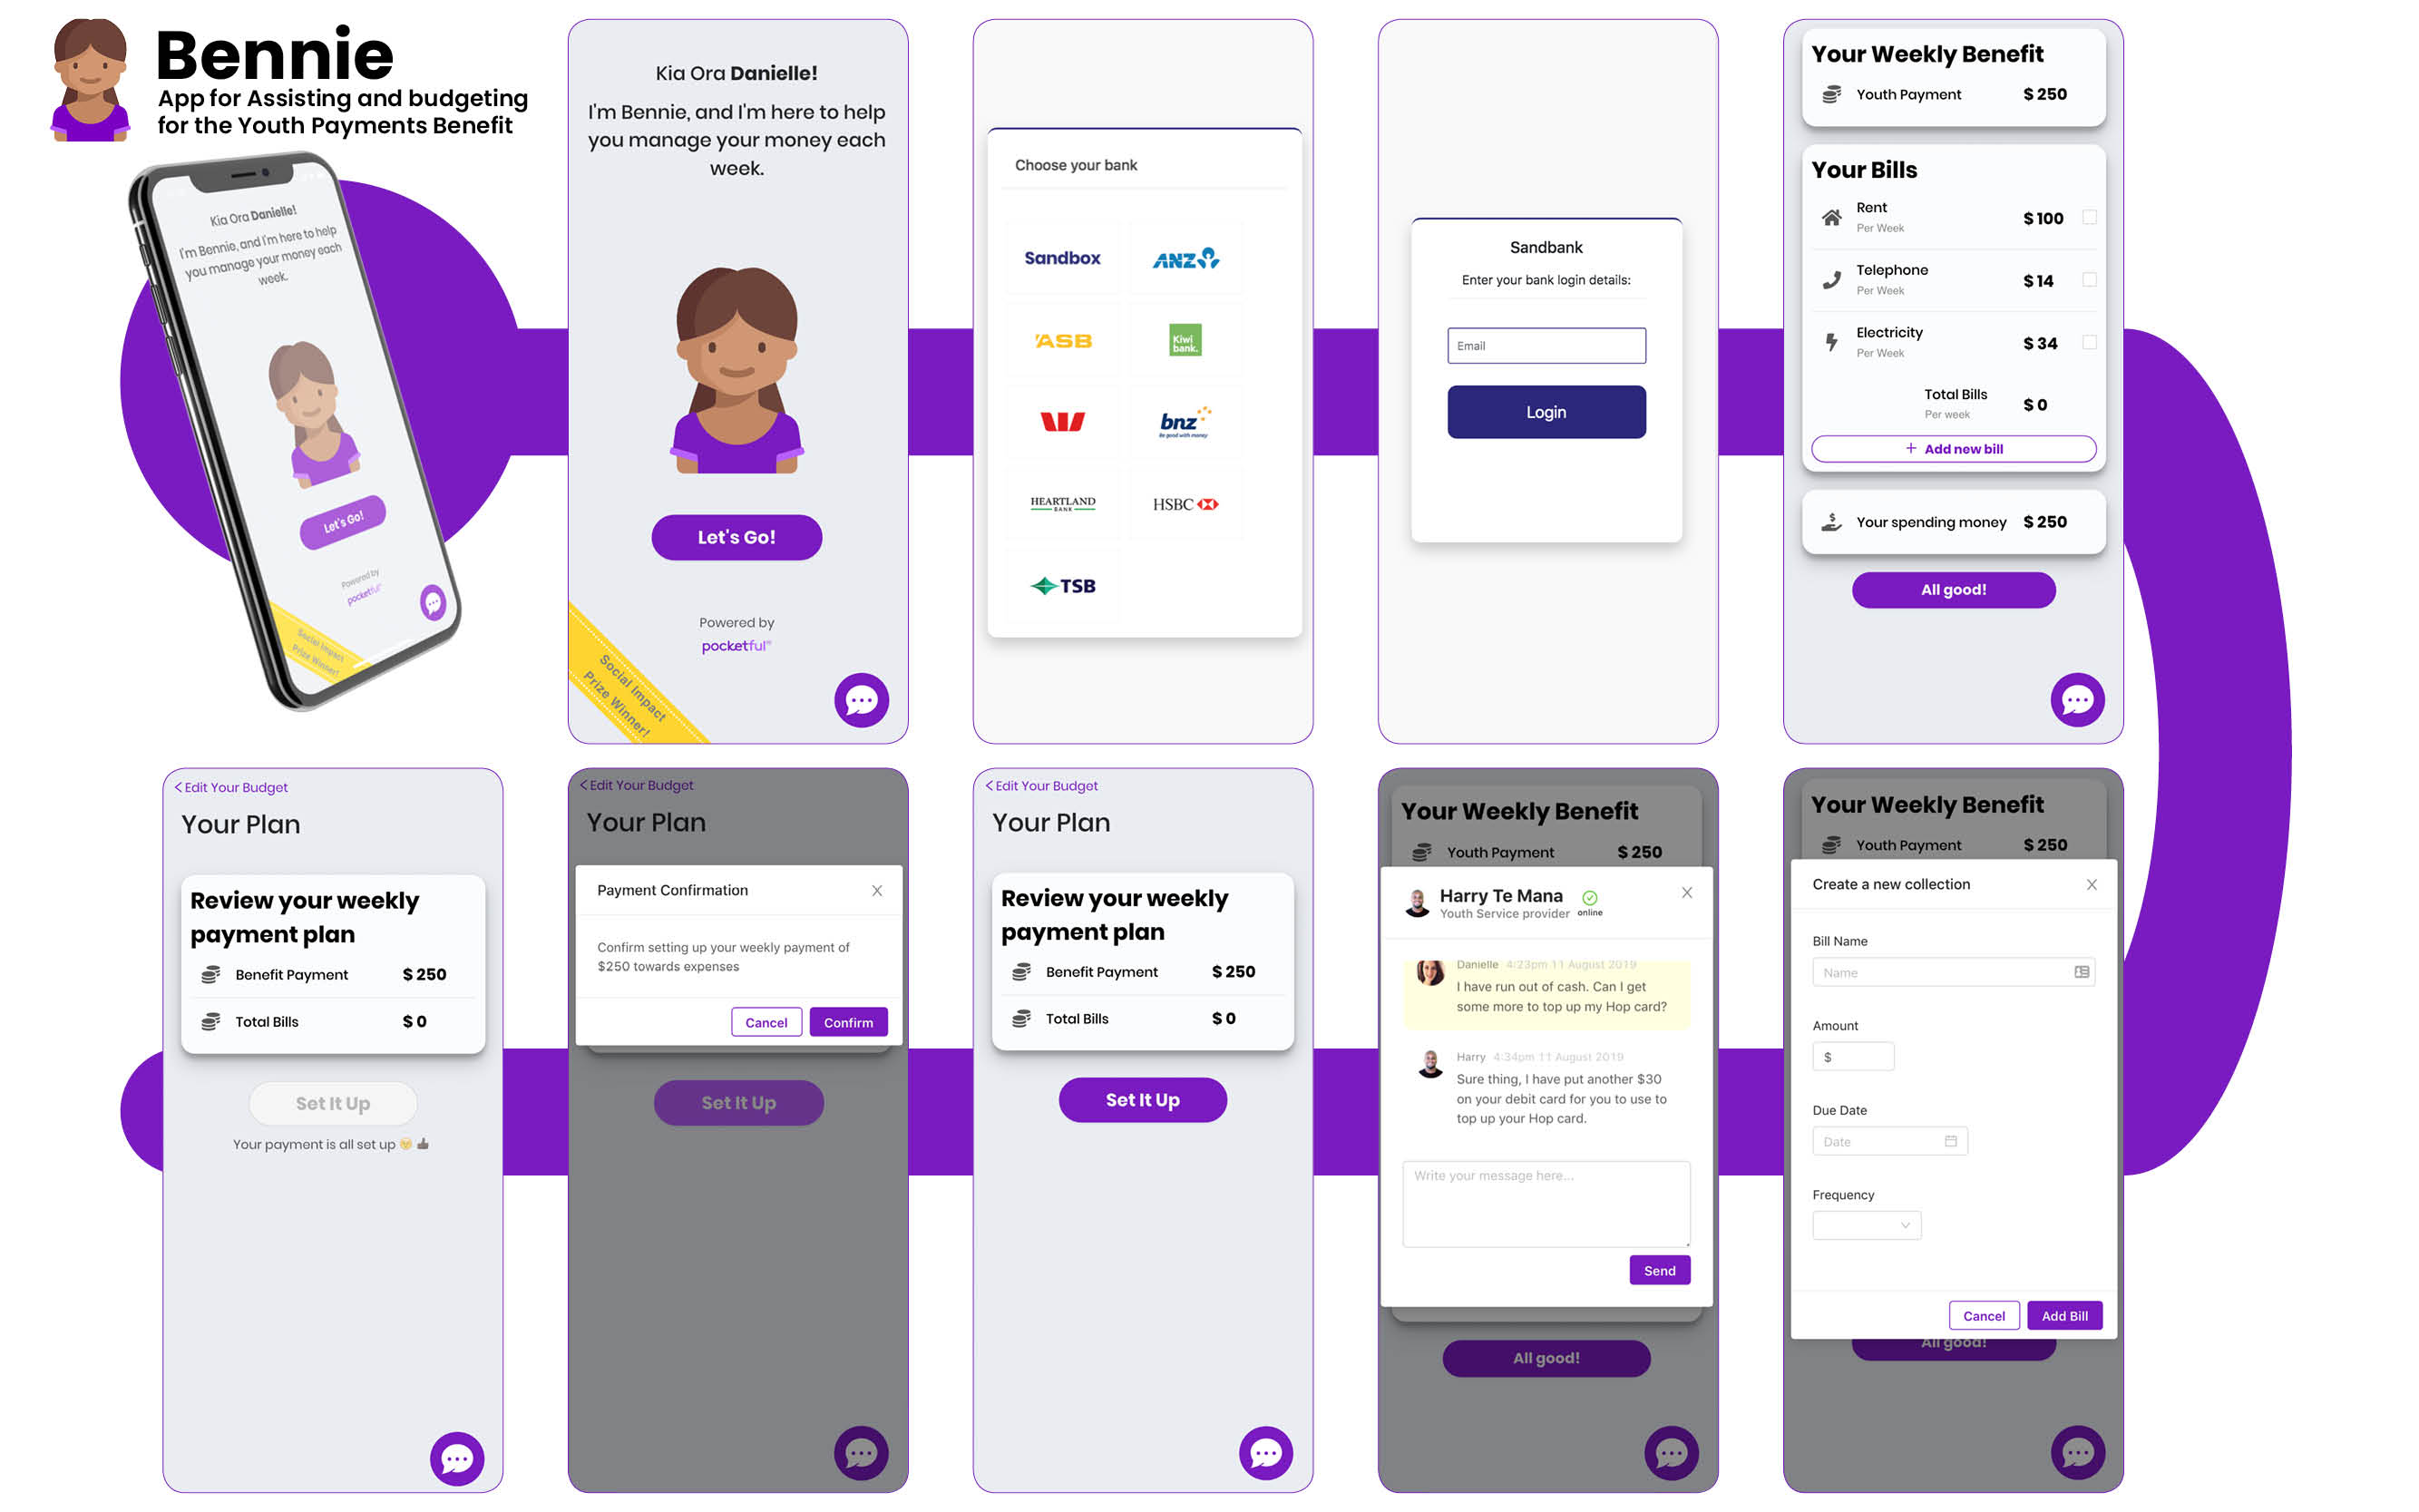 Bennie
App for Assisting and budgeting
for the Youth Payments Benefit
Kia Ora Danielle!
I'm Bennie, and I'm here to help
you manage your money each
week.
Let's Go!
Powered by
pocketful
Social Impact
Prize Winner!
Kia Ora Danielle!
I'm Bennie, and I'm here to help
you manage your money each
week.
Let's Go!
Powered by
pocketful
Social Impact
Prize Winner!
Choose your bank
Sandbox
ANZ
ASB
Kiwi
bank.
bnz
Be good with money
HEARTLAND
BANK
HSBC
TSB
Sandbank
Enter your bank login details:
Email
Login
Your Weekly Benefit
Youth Payment $ 250
Your Bills
Rent
Per Week
$ 100
Telephone
Per Week
$ 14
Electricity
Per Week
$ 34
Total Bills
Per week
$ 0
+ Add new bill
Your spending money $ 250
All good!
< Edit Your Budget
Your Plan
Review your weekly
payment plan
Benefit Payment $ 250
Total Bills $ 0
Set It Up
Your payment is all set up
< Edit Your Budget
Your Plan
Payment Confirmation X
Confirm setting up your weekly payment of
$250 towards expenses
Cancel Confirm
Set It Up
< Edit Your Budget
Your Plan
Review your weekly
payment plan
Benefit Payment $ 250
Total Bills $ 0
Set It Up
Your Weekly Benefit
Youth Payment $ 250
Harry Te Mana
Youth Service provider online
X
Danielle 4:23pm 11 August 2019
I have run out of cash. Can I get
some more to top up my Hop card?
Harry 4:34pm 11 August 2019
Sure thing, I have put another $30
on your debit card for you to use to
top up your Hop card.
Write your message here...
Send
All good!
Your Weekly Benefit
Youth Payment $ 250
Create a new collection X
Bill Name
Name
Amount
$
Due Date
Date
Frequency
Cancel Add Bill
All good!